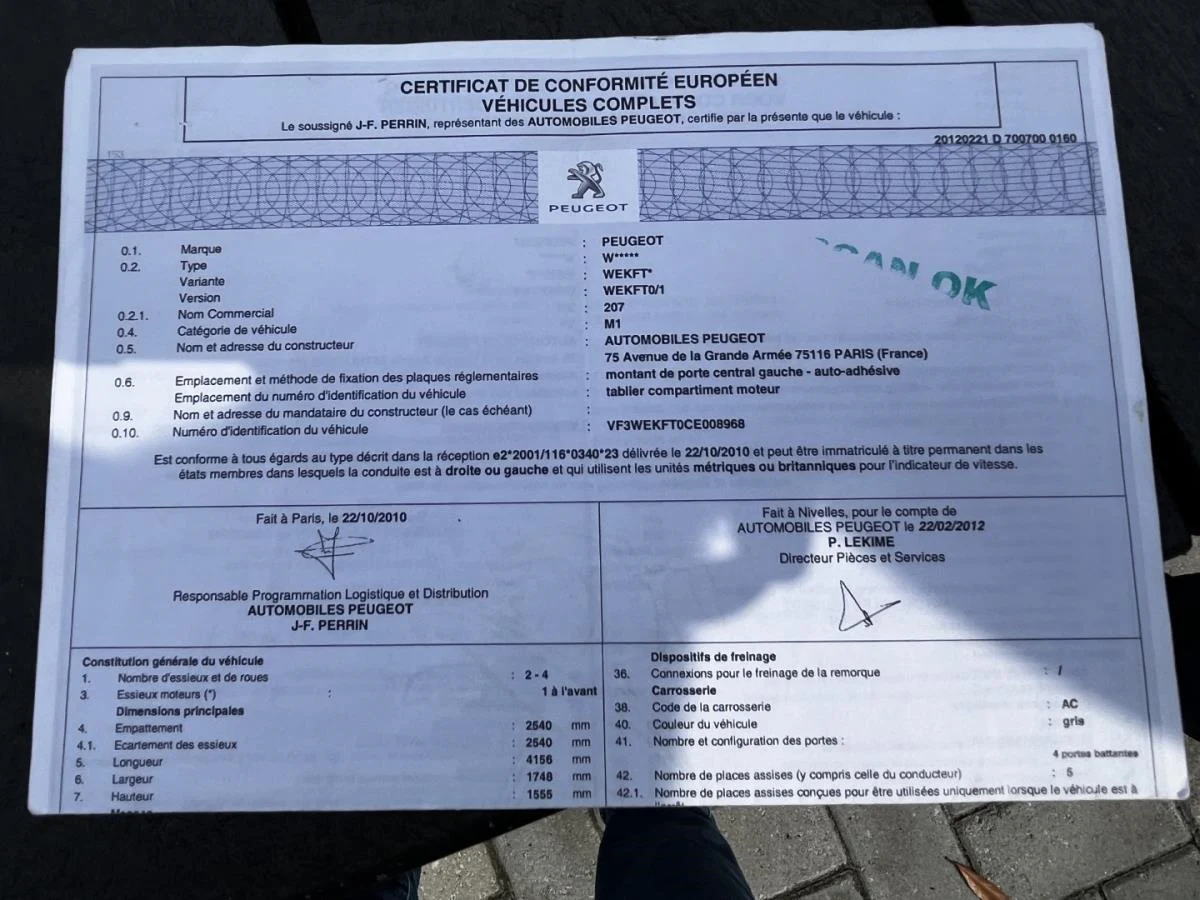 CERTIFICAT DE CONFORMITÉ EUROPÉEN
VÉHICULES COMPLETS
Le soussigné J-F. PERRIN, représentant des AUTOMOBILES PEUGEOT, certifie par la présente que le véhicule :
20120221 D 700700 0160
153
PEUGEOT
0.1. Marque : PEUGEOT
0.2. Type : W*****
Variante : WEKFT*
Version : WEKFT0/1
0.2.1. Nom Commercial : 207
0.4. Catégorie de véhicule : M1
0.5. Nom et adresse du constructeur : AUTOMOBILES PEUGEOT
75 Avenue de la Grande Armée 75116 PARIS (France)
0.6. Emplacement et méthode de fixation des plaques réglementaires : montant de porte central gauche - auto-adhésive
Emplacement du numéro d'identification du véhicule : tablier compartiment moteur
0.9. Nom et adresse du mandataire du constructeur (le cas échéant) :
0.10. Numéro d'identification du véhicule : VF3WEKFT0CE008968
OK
Est conforme à tous égards au type décrit dans la réception e2*2001/116*0340*23 délivrée le 22/10/2010 et peut être immatriculé à titre permanent dans les
états membres dans lesquels la conduite est à droite ou gauche et qui utilisent les unités métriques ou britanniques pour l'indicateur de vitesse.
Fait à Paris, le 22/10/2010
Responsable Programmation Logistique et Distribution
AUTOMOBILES PEUGEOT
J-F. PERRIN
Fait à Nivelles, pour le compte de
AUTOMOBILES PEUGEOT le 22/02/2012
P. LEKIME
Directeur Pièces et Services
Constitution générale du véhicule
1. Nombre d'essieux et de roues : 2 - 4
3. Essieux moteurs (*) : 1 à l'avant
Dimensions principales
4. Empattement : 2540 mm
4.1. Ecartement des essieux : 2540 mm
5. Longueur : 4156 mm
6. Largeur : 1748 mm
7. Hauteur : 1555 mm
Dispositifs de freinage
36. Connexions pour le freinage de la remorque : /
Carrosserie
38. Code de la carrosserie : AC
40. Couleur du véhicule : gris
41. Nombre et configuration des portes :
4 portes battantes
42. Nombre de places assises (y compris celle du conducteur) : 5
42.1. Nombre de places assises conçues pour être utilisées uniquement lorsque le véhicule est à